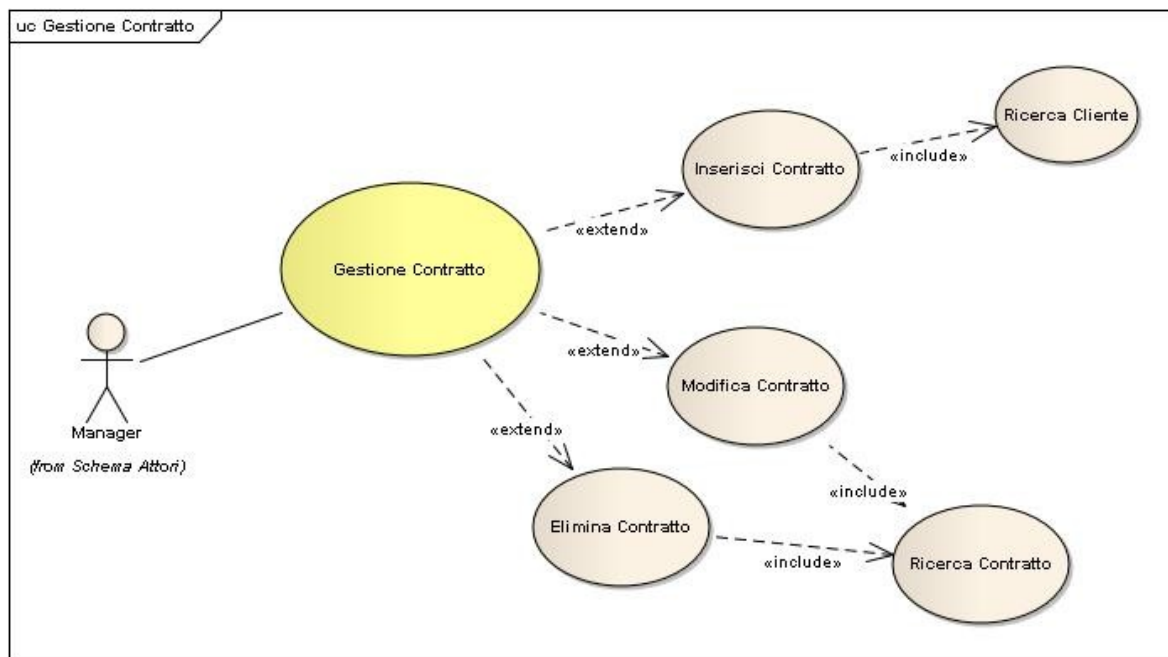 uc Gestione Contratto
Ricerca Cliente
«include»
Inserisci Contratto
«extend»
Gestione Contratto
«extend»
Modifica Contratto
Manager
(from Schema Attori)
«extend»
«include»
Elimina Contratto
«include»
Ricerca Contratto